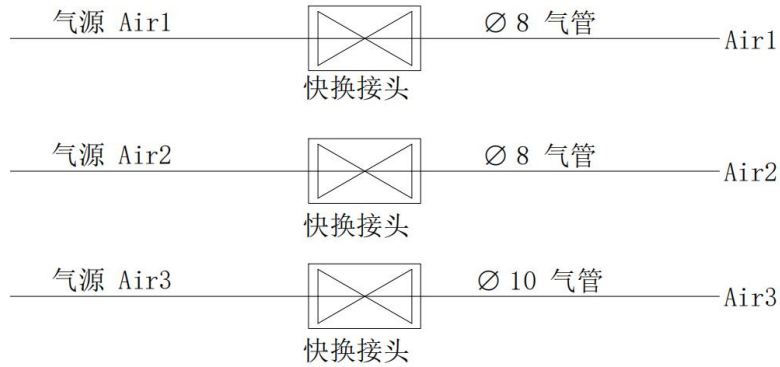 气源 Air1 ∅8 气管 Air1
快换接头
气源 Air2 ∅8 气管 Air2
快换接头
气源 Air3 ∅10 气管 Air3
快换接头